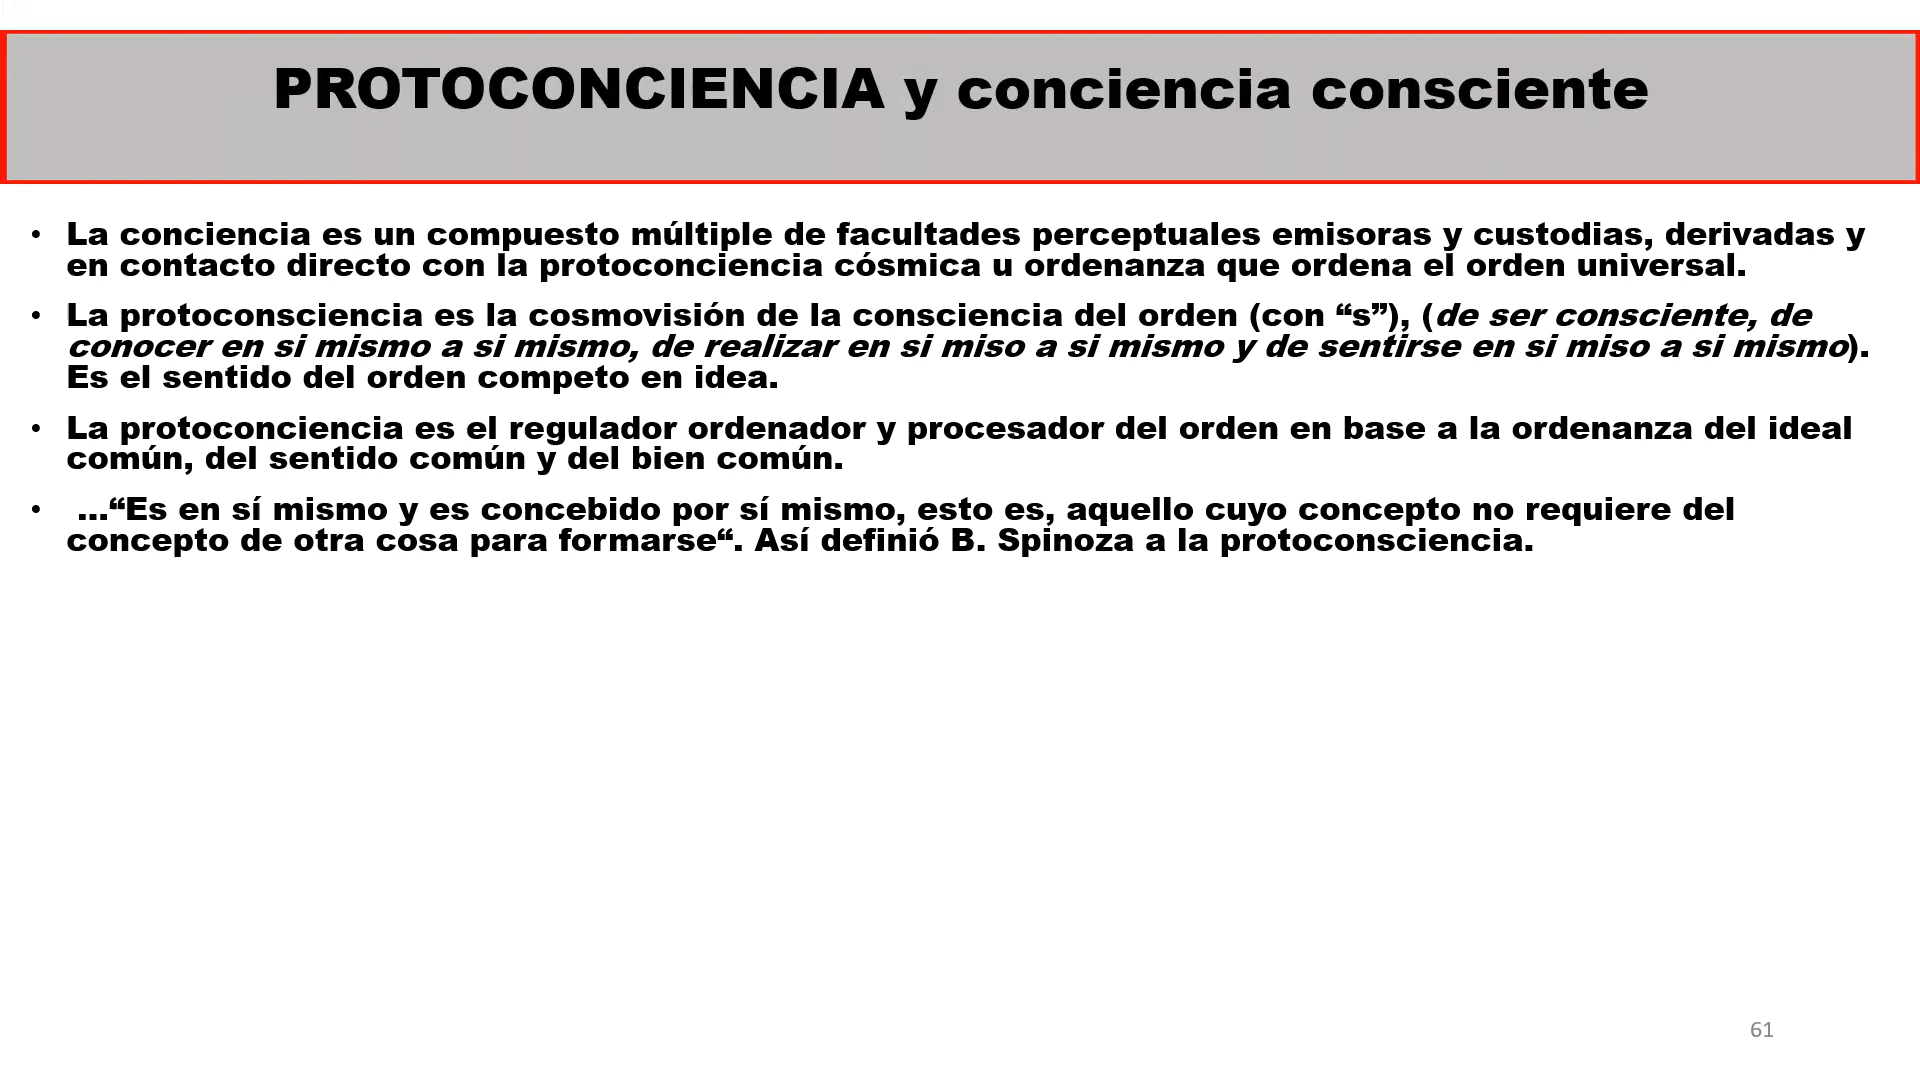 PROTOCONCIENCIA y conciencia consciente
• La conciencia es un compuesto múltiple de facultades perceptuales emisoras y custodias, derivadas y
en contacto directo con la protoconciencia cósmica u ordenanza que ordena el orden universal.
• La protoconsciencia es la cosmovisión de la consciencia del orden (con “s”), (de ser consciente, de
conocer en si mismo a si mismo, de realizar en si miso a si mismo y de sentirse en si miso a si mismo).
Es el sentido del orden competo en idea.
• La protoconciencia es el regulador ordenador y procesador del orden en base a la ordenanza del ideal
común, del sentido común y del bien común.
• …“Es en sí mismo y es concebido por sí mismo, esto es, aquello cuyo concepto no requiere del
concepto de otra cosa para formarse“. Así definió B. Spinoza a la protoconsciencia.
61